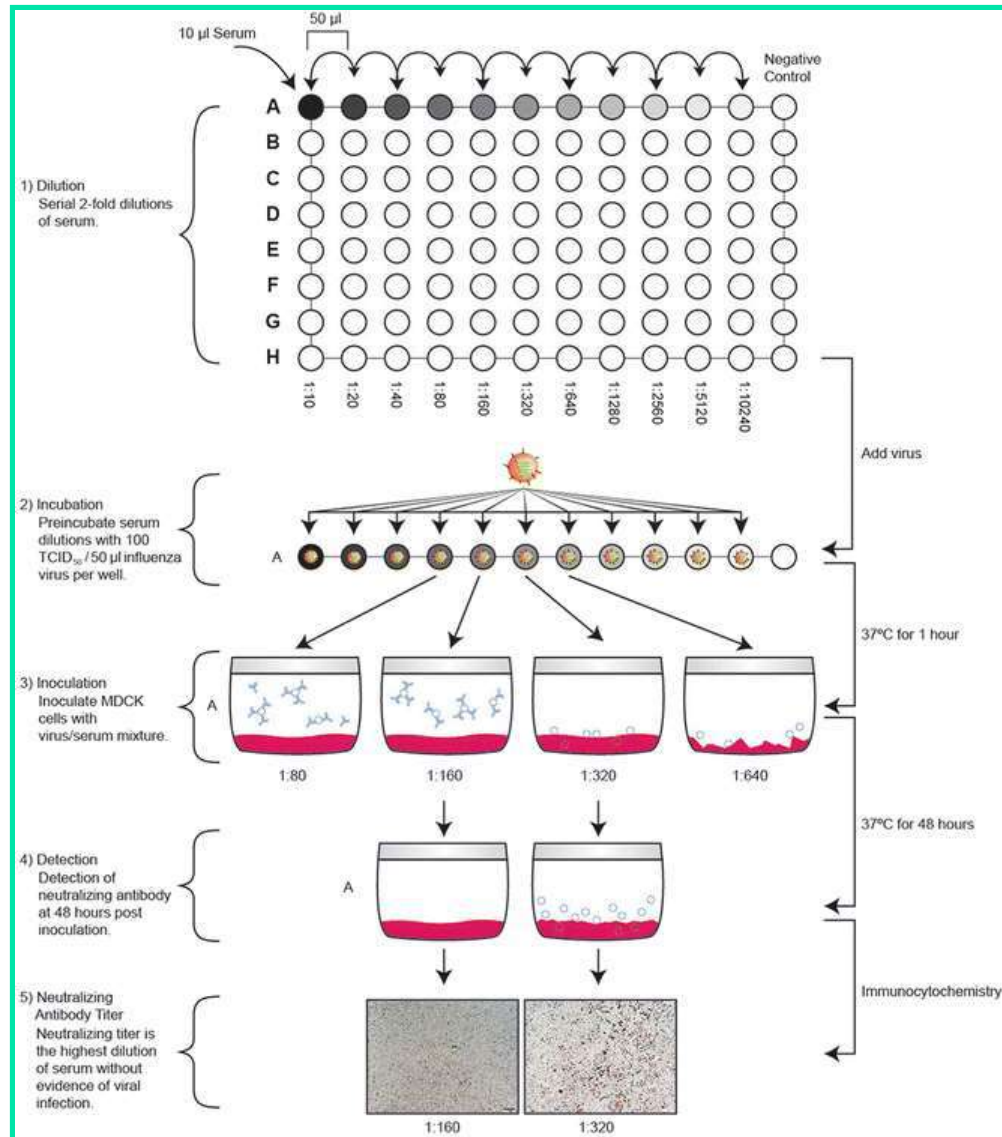 50 µl
10 µl Serum
Negative
Control
A
B
C
D
E
F
G
H
1) Dilution
Serial 2-fold dilutions
of serum.
1:10
1:20
1:40
1:80
1:160
1:320
1:640
1:1280
1:2560
1:5120
1:10240
Add virus
2) Incubation
Preincubate serum
dilutions with 100
TCID₅₀ / 50 µl influenza
virus per well.
A
37ºC for 1 hour
3) Inoculation
Inoculate MDCK
cells with
virus/serum mixture.
A
1:80
1:160
1:320
1:640
37ºC for 48 hours
4) Detection
Detection of
neutralizing antibody
at 48 hours post
inoculation.
A
5) Neutralizing
Antibody Titer
Neutralizing titer is
the highest dilution
of serum without
evidence of viral
infection.
Immunocytochemistry
1:160
1:320